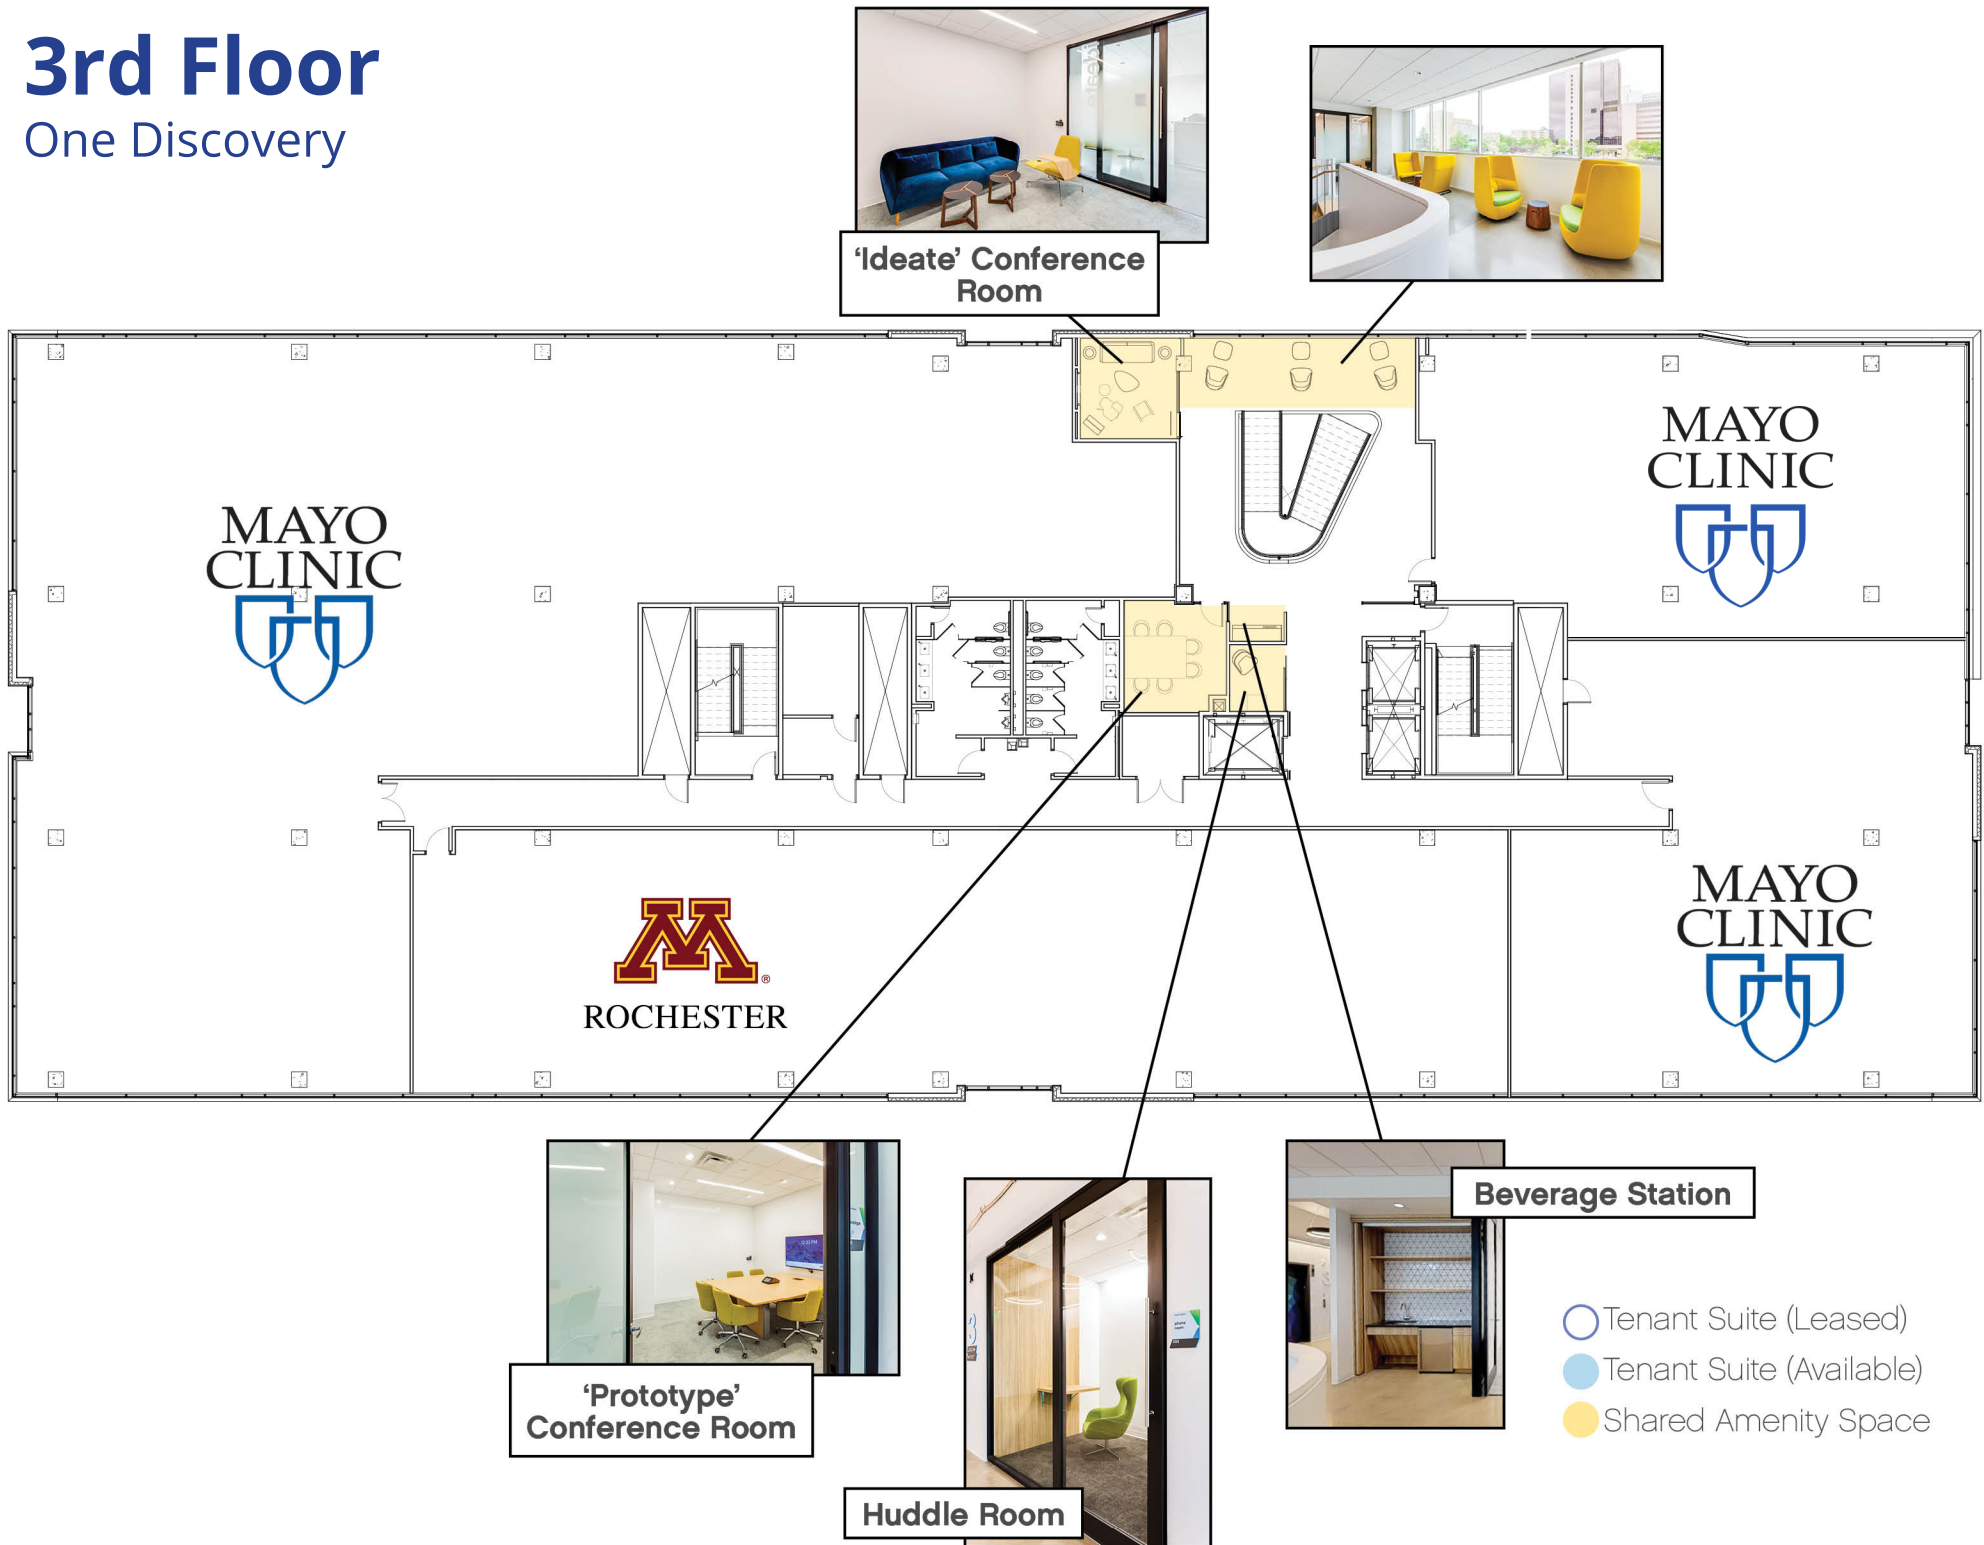 3rd Floor
One Discovery
‘Ideate’ Conference
Room
MAYO
CLINIC
MAYO
CLINIC
MAYO
CLINIC
M®
ROCHESTER
‘Prototype’
Conference Room
Huddle Room
Beverage Station
Tenant Suite (Leased)
Tenant Suite (Available)
Shared Amenity Space